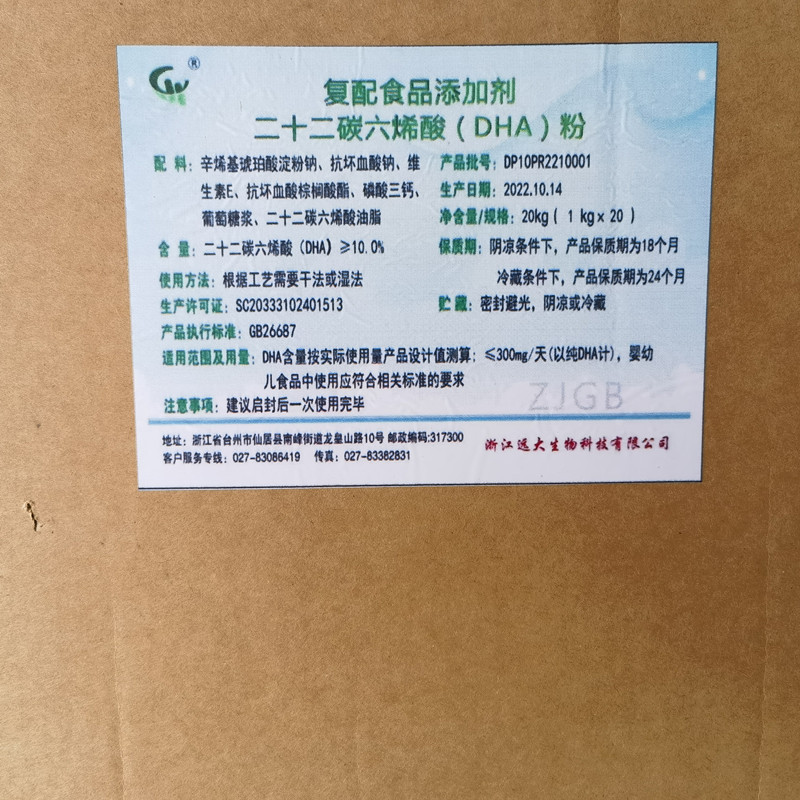 ®
复配食品添加剂
二十二碳六烯酸（DHA）粉
配 料：辛烯基琥珀酸淀粉钠、抗坏血酸钠、维
生素E、抗坏血酸棕榈酸酯、磷酸三钙、
葡萄糖浆、二十二碳六烯酸油脂
含 量：二十二碳六烯酸（DHA）≥10.0%
使用方法：根据工艺需要干法或湿法
生产许可证：SC20333102401513
产品执行标准：GB26687
产品批号：DP10PR2210001
生产日期：2022.10.14
净含量/规格：20kg（ 1 kg×20 ）
保质期：阴凉条件下，产品保质期为18个月
冷藏条件下，产品保质期为24个月
贮 藏：密封避光，阴凉或冷藏
适用范围及用量：DHA含量按实际使用量产品设计值测算：≤300mg/天(以纯DHA计)，婴幼
儿食品中使用应符合相关标准的要求
注意事项：建议启封后一次使用完毕
ZJGB
地址：浙江省台州市仙居县南峰街道龙皇山路10号 邮政编码:317300
客户服务专线：027-83086419 传真：027-83382831
浙江远大生物科技有限公司